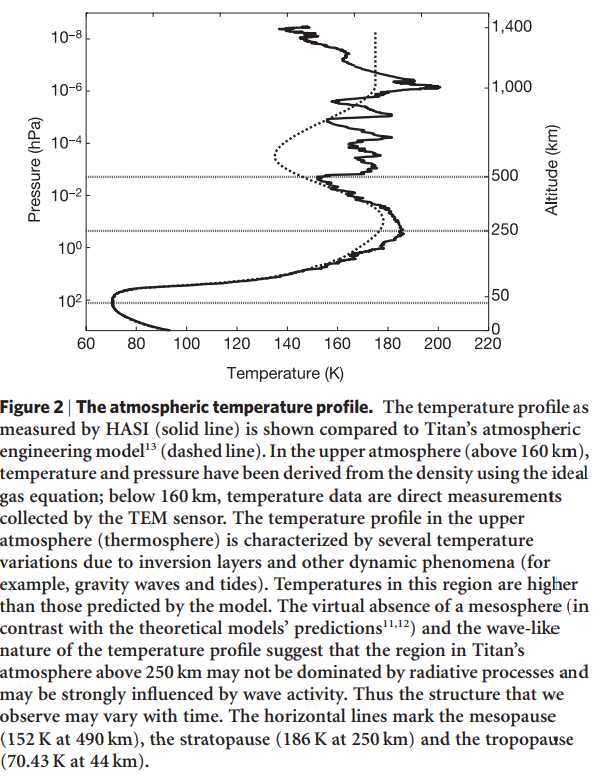 10⁻⁸
10⁻⁶
10⁻⁴
10⁻²
10⁰
10²
Pressure (hPa)
1,400
1,000
500
250
50
0
Altitude (km)
60 80 100 120 140 160 180 200 220
Temperature (K)
Figure 2 | The atmospheric temperature profile. The temperature profile as
measured by HASI (solid line) is shown compared to Titan's atmospheric
engineering model¹³ (dashed line). In the upper atmosphere (above 160 km),
temperature and pressure have been derived from the density using the ideal
gas equation; below 160 km, temperature data are direct measurements
collected by the TEM sensor. The temperature profile in the upper
atmosphere (thermosphere) is characterized by several temperature
variations due to inversion layers and other dynamic phenomena (for
example, gravity waves and tides). Temperatures in this region are higher
than those predicted by the model. The virtual absence of a mesosphere (in
contrast with the theoretical models' predictions¹¹,¹²) and the wave-like
nature of the temperature profile suggest that the region in Titan's
atmosphere above 250 km may not be dominated by radiative processes and
may be strongly influenced by wave activity. Thus the structure that we
observe may vary with time. The horizontal lines mark the mesopause
(152 K at 490 km), the stratopause (186 K at 250 km) and the tropopause
(70.43 K at 44 km).